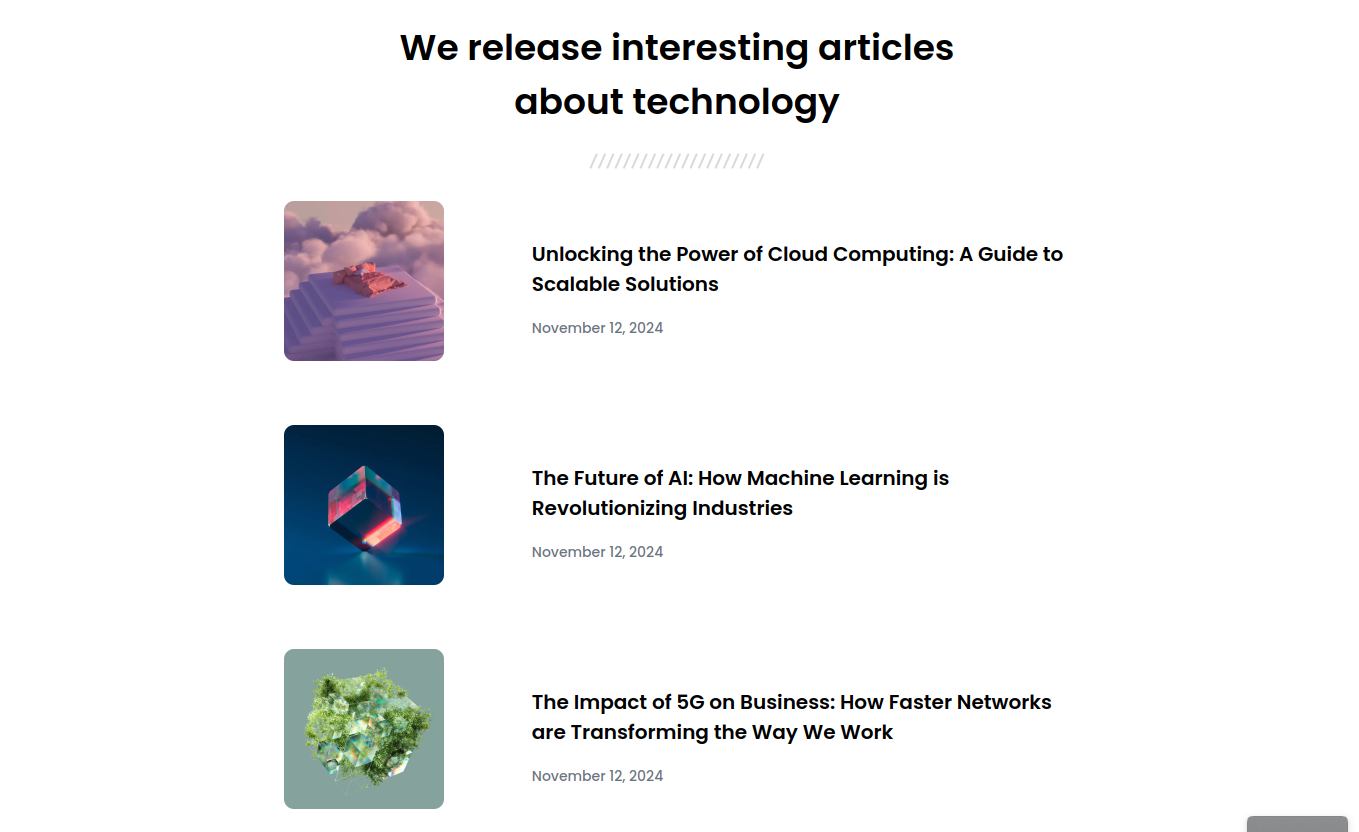 We release interesting articles
about technology
Unlocking the Power of Cloud Computing: A Guide to
Scalable Solutions
November 12, 2024
The Future of AI: How Machine Learning is
Revolutionizing Industries
November 12, 2024
The Impact of 5G on Business: How Faster Networks
are Transforming the Way We Work
November 12, 2024